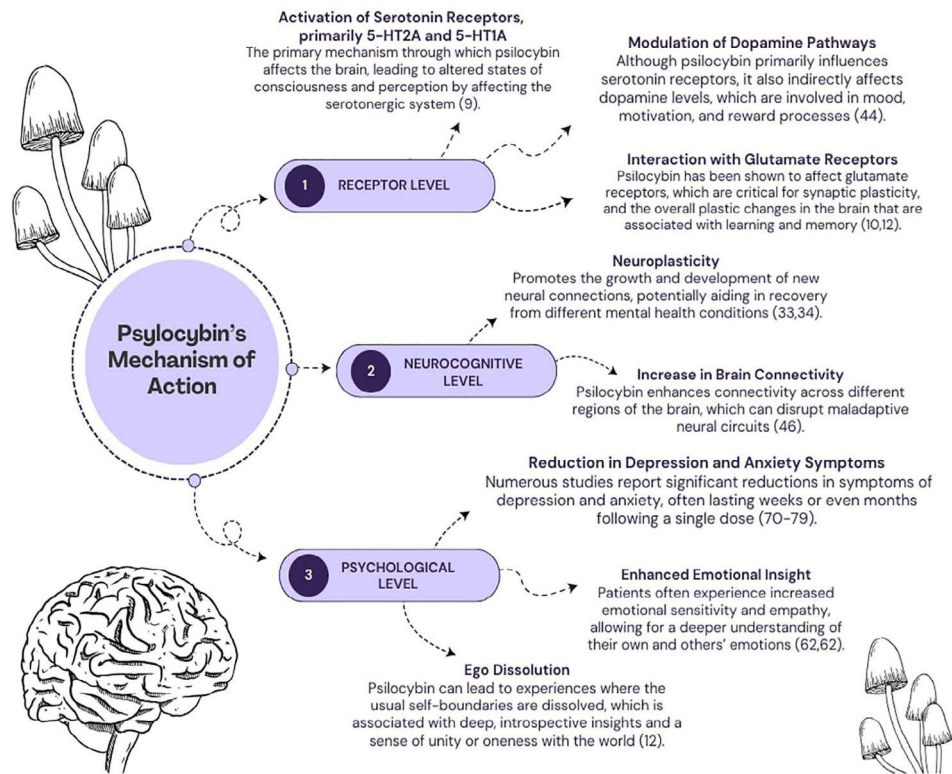 Psylocybin's
Mechanism of
Action
1
RECEPTOR LEVEL
Activation of Serotonin Receptors,
primarily 5-HT2A and 5-HT1A
The primary mechanism through which psilocybin
affects the brain, leading to altered states of
consciousness and perception by affecting the
serotonergic system (9).
Modulation of Dopamine Pathways
Although psilocybin primarily influences
serotonin receptors, it also indirectly affects
dopamine levels, which are involved in mood,
motivation, and reward processes (44).
Interaction with Glutamate Receptors
Psilocybin has been shown to affect glutamate
receptors, which are critical for synaptic plasticity,
and the overall plastic changes in the brain that are
associated with learning and memory (10,12).
2
NEUROCOGNITIVE
LEVEL
Neuroplasticity
Promotes the growth and development of new
neural connections, potentially aiding in recovery
from different mental health conditions (33,34).
Increase in Brain Connectivity
Psilocybin enhances connectivity across different
regions of the brain, which can disrupt maladaptive
neural circuits (46).
3
PSYCHOLOGICAL
LEVEL
Reduction in Depression and Anxiety Symptoms
Numerous studies report significant reductions in symptoms of
depression and anxiety, often lasting weeks or even months
following a single dose (70-79).
Enhanced Emotional Insight
Patients often experience increased
emotional sensitivity and empathy,
allowing for a deeper understanding of
their own and others' emotions (62,62).
Ego Dissolution
Psilocybin can lead to experiences where the
usual self-boundaries are dissolved, which is
associated with deep, introspective insights and a
sense of unity or oneness with the world (12).